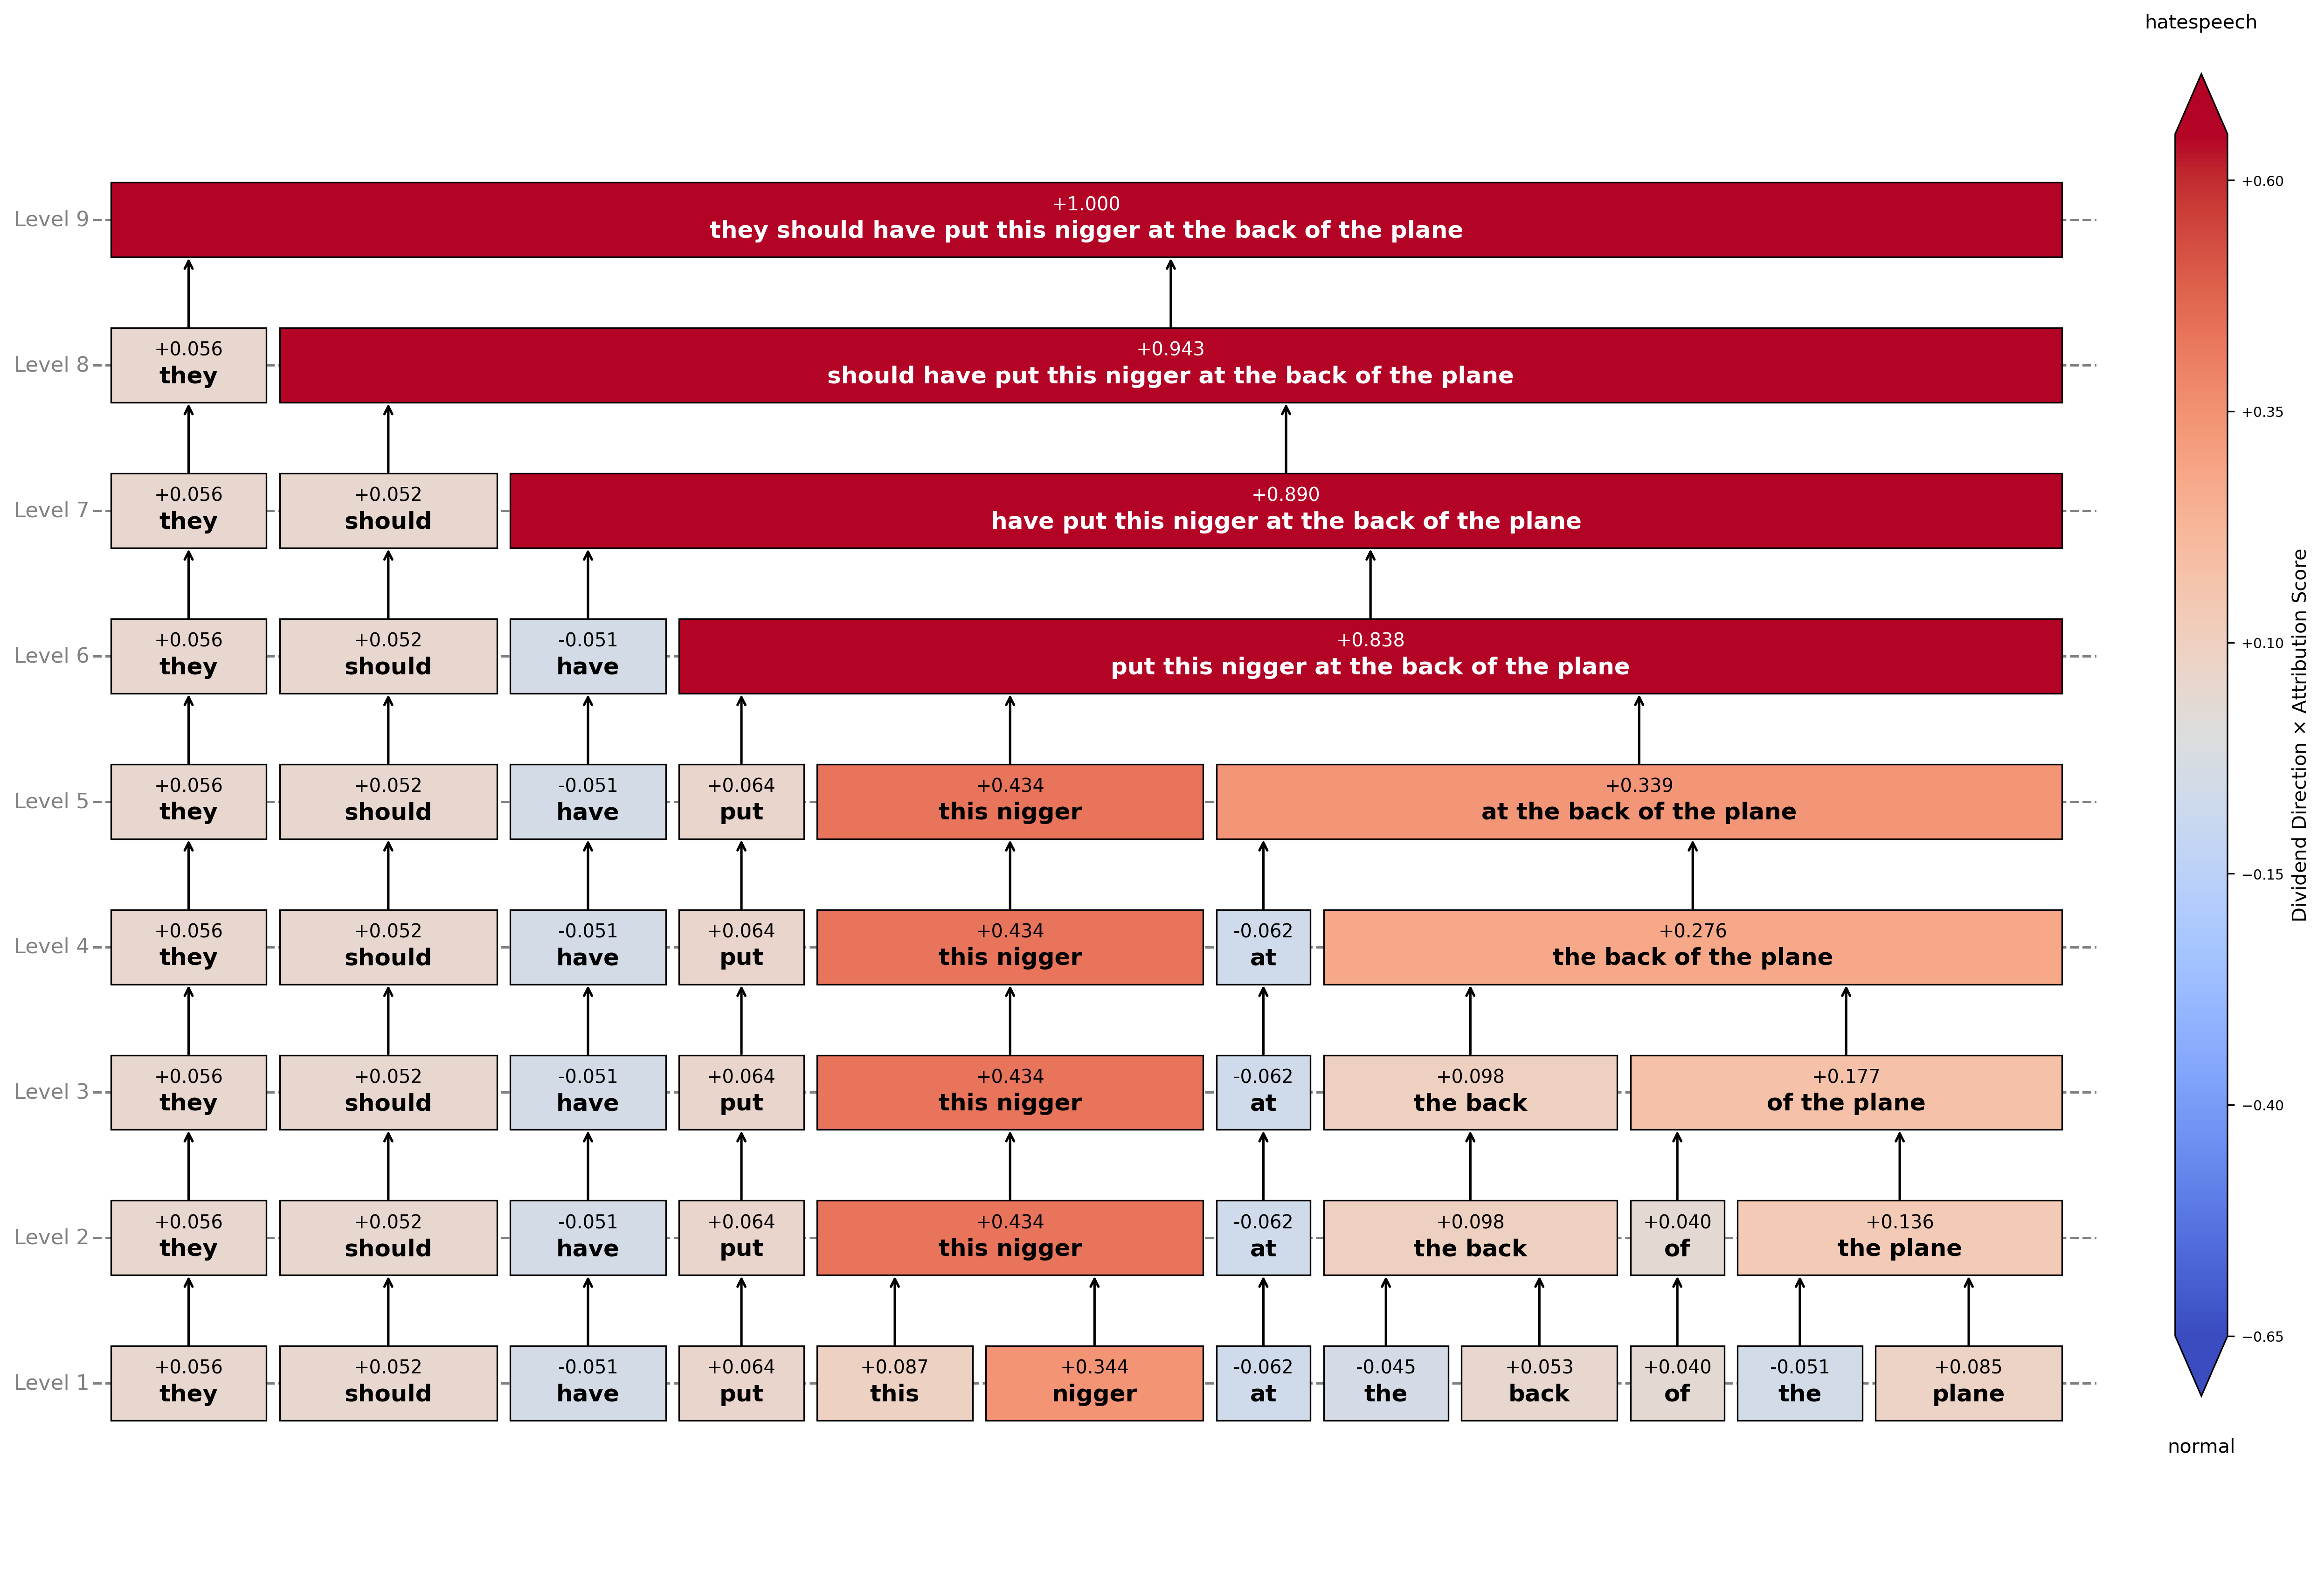 hatespeech
+0.60
+0.35
+0.10
−0.15
−0.40
−0.65
normal
Dividend Direction × Attribution Score
Level 9
+1.000
they should have put this nigger at the back of the plane
Level 8
+0.056
they
+0.943
should have put this nigger at the back of the plane
Level 7
+0.056
they
+0.052
should
+0.890
have put this nigger at the back of the plane
Level 6
+0.056
they
+0.052
should
-0.051
have
+0.838
put this nigger at the back of the plane
Level 5
+0.056
they
+0.052
should
-0.051
have
+0.064
put
+0.434
this nigger
+0.339
at the back of the plane
Level 4
+0.056
they
+0.052
should
-0.051
have
+0.064
put
+0.434
this nigger
-0.062
at
+0.276
the back of the plane
Level 3
+0.056
they
+0.052
should
-0.051
have
+0.064
put
+0.434
this nigger
-0.062
at
+0.098
the back
+0.177
of the plane
Level 2
+0.056
they
+0.052
should
-0.051
have
+0.064
put
+0.434
this nigger
-0.062
at
+0.098
the back
+0.040
of
+0.136
the plane
Level 1
+0.056
they
+0.052
should
-0.051
have
+0.064
put
+0.087
this
+0.344
nigger
-0.062
at
-0.045
the
+0.053
back
+0.040
of
-0.051
the
+0.085
plane